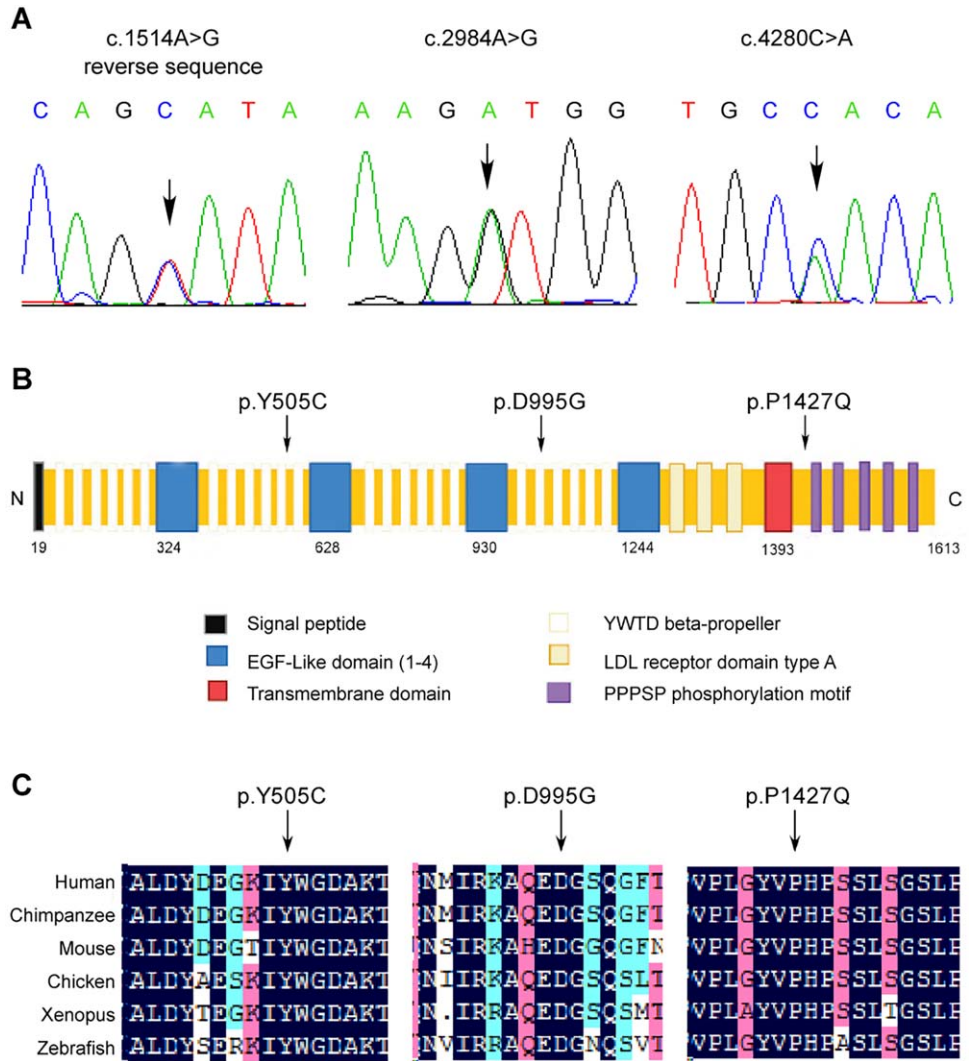 A
c.1514A>G c.2984A>G c.4280C>A
reverse sequence
C A G C A T A A A G A T G G T G C C A C A
B
p.Y505C p.D995G p.P1427Q
N C
19 324 628 930 1244 1393 1613
Signal peptide YWTD beta-propeller
EGF-Like domain (1-4) LDL receptor domain type A
Transmembrane domain PPPSP phosphorylation motif
C
p.Y505C p.D995G p.P1427Q
Human ALDYDEGKIYWGDAKT NMIRKAQEDGSQGFT VPLGYVPHPSSLSGSLP
Chimpanzee ALDYDEGKIYWGDAKT NMIRKAQEDGSQGFT VPLGYVPHPSSLSGSLP
Mouse ALDYDEGTIYWGDAKT NSIRKAHEDGGQGFN VPLGYVPHPSSLSGSLP
Chicken ALDYAESKIYWGDAKT NIIRKAQEDGSQSLT VPLGYVPHPSSLSGSLP
Xenopus ALDYTEGKIYWGDAKT N.IRRAQEDGSQSMT VPLAYVPHPSSLTGSLP
Zebrafish ALDYSERKIYWGDAKT NVIRRAQEDGNQSVT VPLGYVPHPASLSGSLP